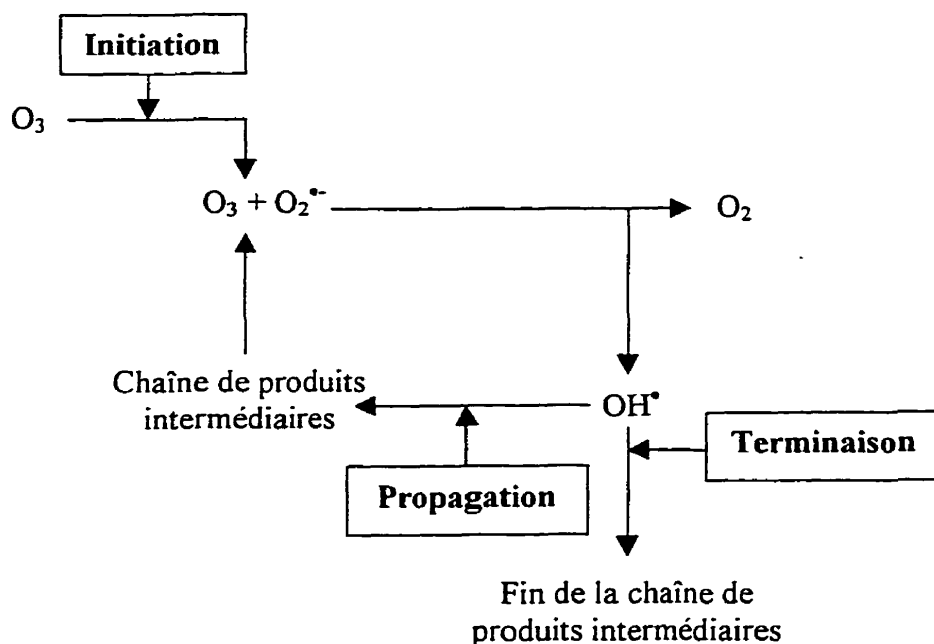 Initiation
O₃
O₃ + O₂•-
O₂
Chaîne de produits
intermédiaires
OH•
Terminaison
Propagation
Fin de la chaîne de
produits intermédiaires